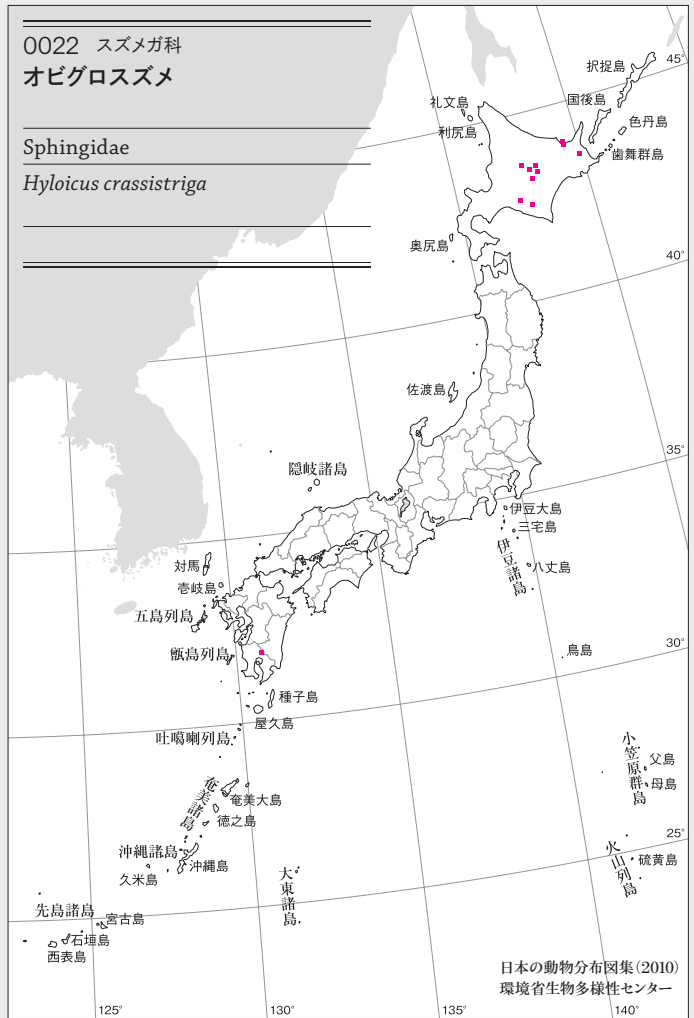 0022 スズメガ科
オビグロスズメ
Sphingidae
Hyloicus crassistriga
45°
択捉島
礼文島
国後島
色丹島
利尻島
歯舞群島
奥尻島
40°
佐渡島
35°
隠岐諸島
伊豆大島
三宅島
伊豆諸島
八丈島
対馬
壱岐島
五島列島
甑島列島
鳥島
30°
種子島
屋久島
吐噶喇列島
小笠原群島
父島
母島
奄美諸島
奄美大島
徳之島
25°
沖縄諸島
沖縄島
久米島
火山列島
硫黄島
大東諸島
先島諸島
宮古島
石垣島
西表島
日本の動物分布図集(2010)
環境省生物多様性センター
125°
130°
135°
140°